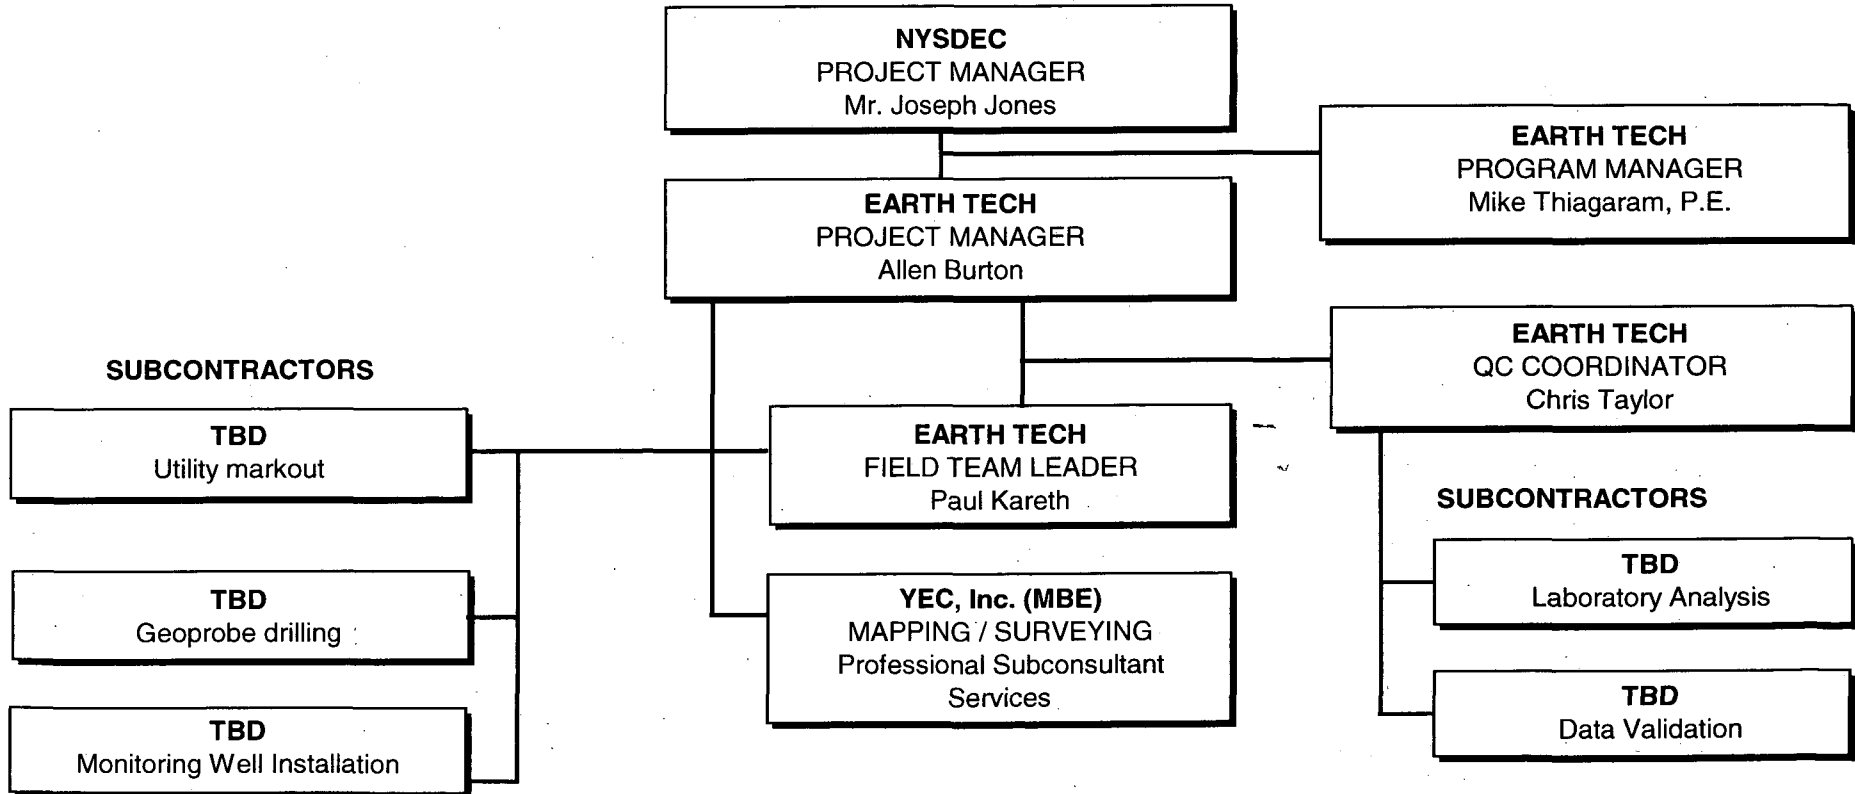 NYSDEC
PROJECT MANAGER
Mr. Joseph Jones
EARTH TECH
PROGRAM MANAGER
Mike Thiagaram, P.E.
EARTH TECH
PROJECT MANAGER
Allen Burton
EARTH TECH
QC COORDINATOR
Chris Taylor
SUBCONTRACTORS
TBD
Utility markout
EARTH TECH
FIELD TEAM LEADER
Paul Kareth
SUBCONTRACTORS
TBD
Geoprobe drilling
YEC, Inc. (MBE)
MAPPING / SURVEYING
Professional Subconsultant
Services
TBD
Laboratory Analysis
TBD
Monitoring Well Installation
TBD
Data Validation